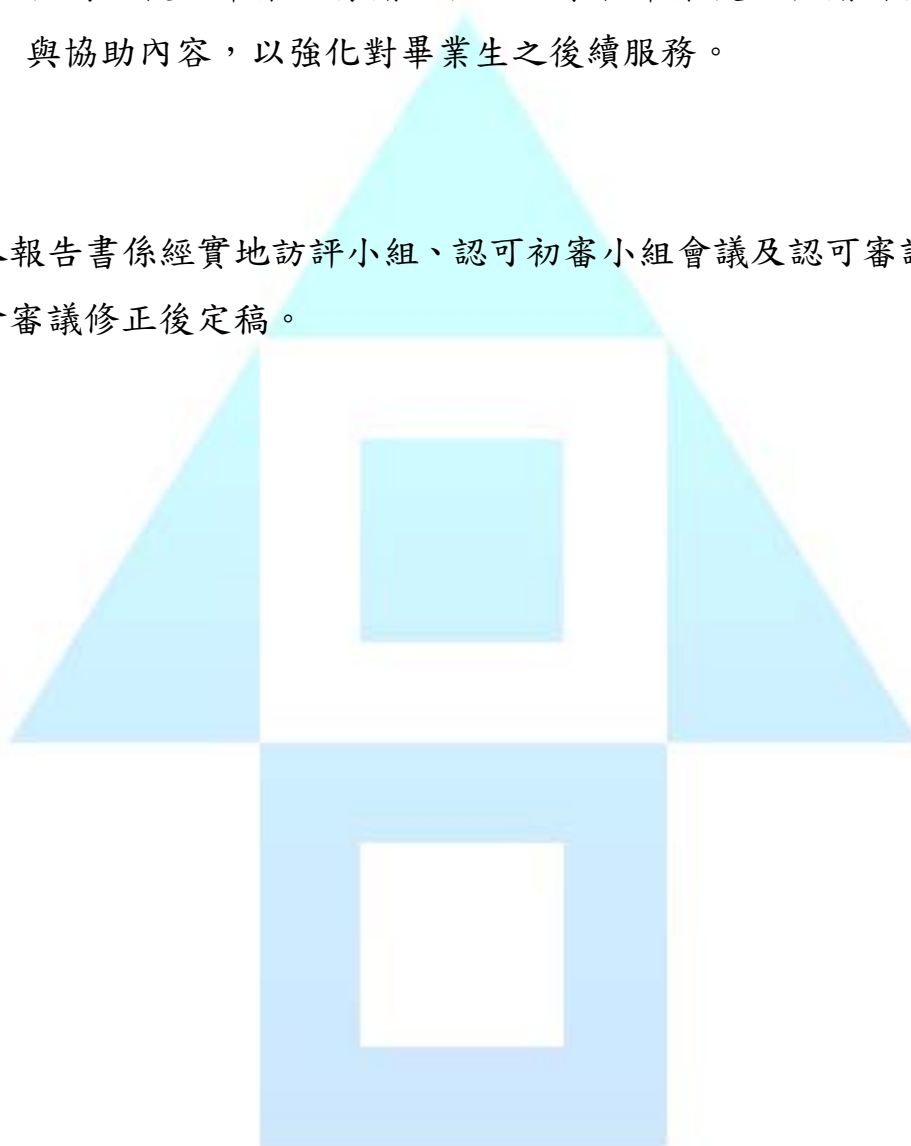 與協助內容，以強化對畢業生之後續服務。
報告書係經實地訪評小組、認可初審小組會議及認可審
審議修正後定稿。